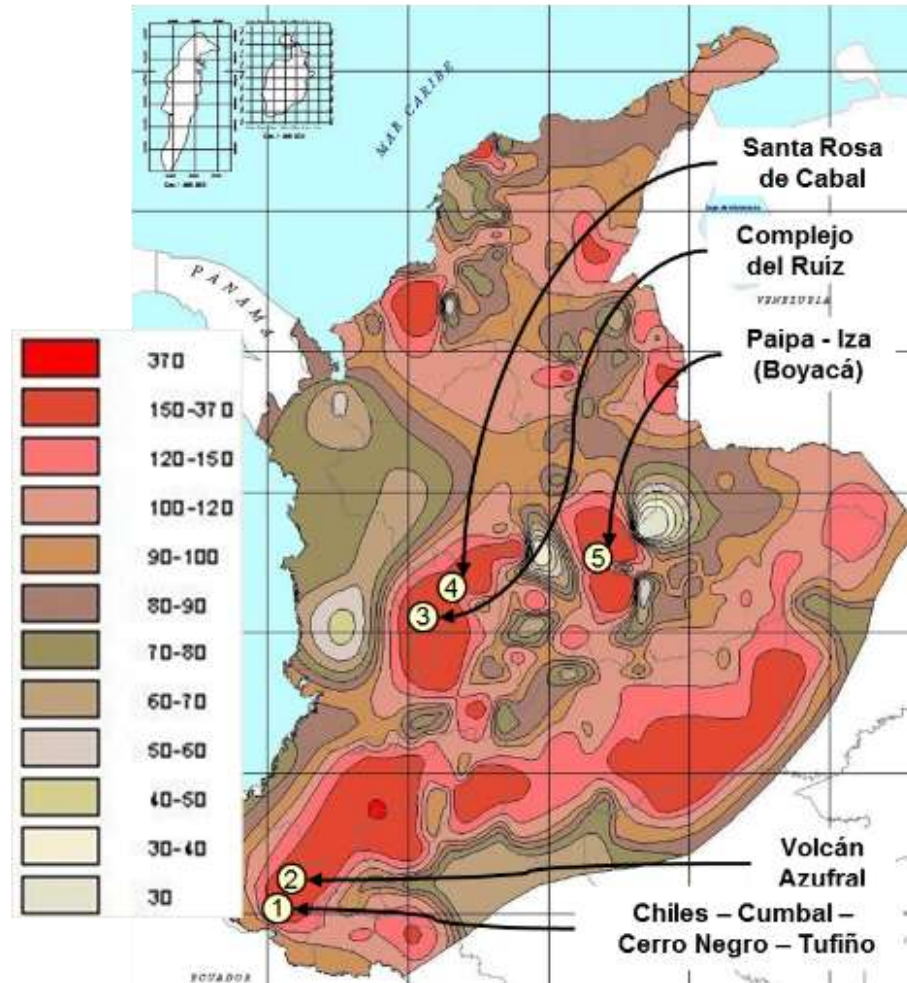 MAR CARIBE
PANAMA
VENEZUELA
ECUADOR
Santa Rosa
de Cabal
Complejo
del Ruíz
Paipa - Iza
(Boyacá)
370
150-370
120-150
100-120
90-100
80-90
70-80
60-70
50-60
40-50
30-40
30
5
4
3
2
1
Volcán
Azufral
Chiles – Cumbal –
Cerro Negro – Tufiño